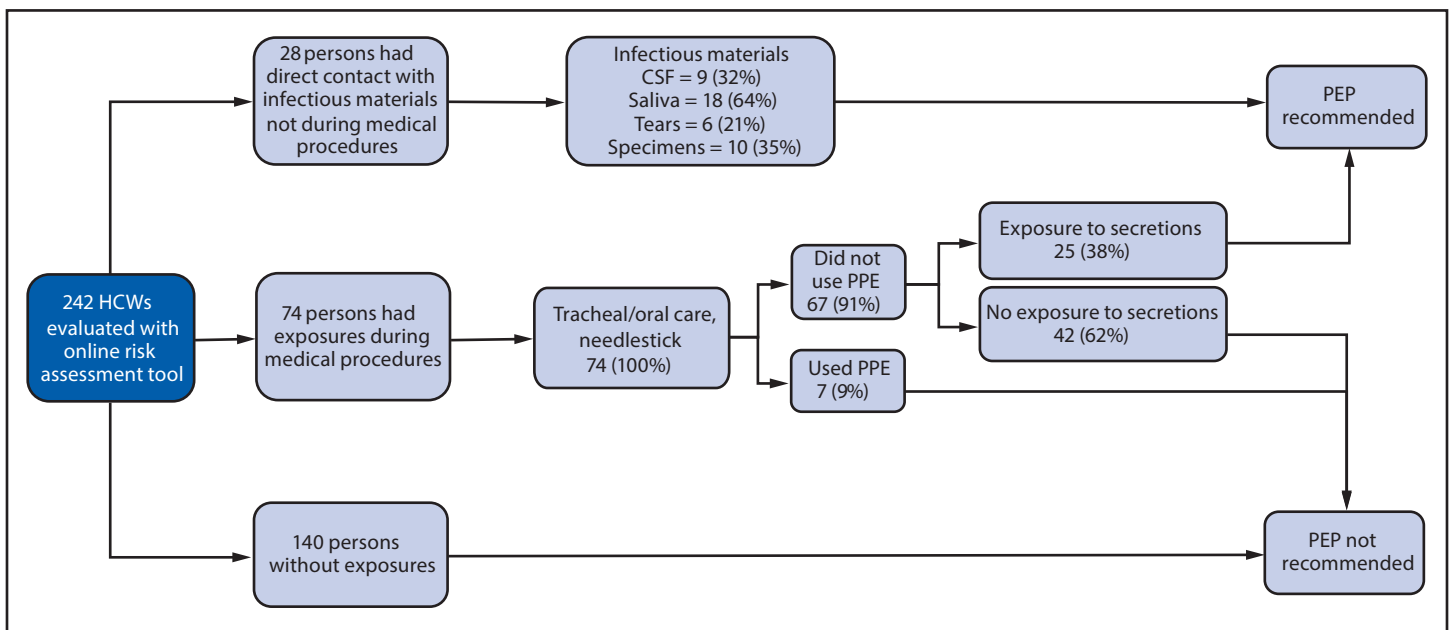 28 persons had
direct contact with
infectious materials
not during medical
procedures
Infectious materials
CSF = 9 (32%)
Saliva = 18 (64%)
Tears = 6 (21%)
Specimens = 10 (35%)
PEP
recommended
242 HCWs
evaluated with
online risk
assessment tool
74 persons had
exposures during
medical procedures
Tracheal/oral care,
needlestick
74 (100%)
Did not
use PPE
67 (91%)
Exposure to secretions
25 (38%)
No exposure to secretions
42 (62%)
Used PPE
7 (9%)
140 persons
without exposures
PEP not
recommended